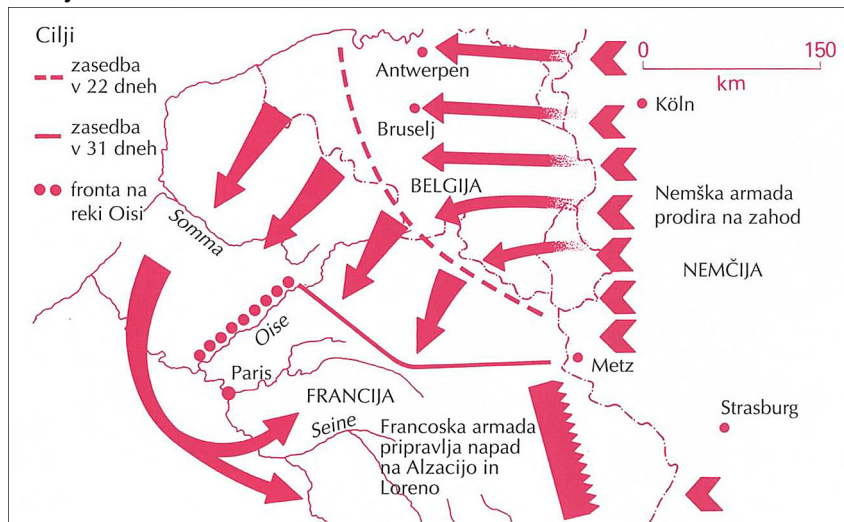 Cilji
zasedba
v 22 dneh
zasedba
v 31 dneh
fronta na
reki Oisi
Antwerpen
Bruselj
BELGIJA
0
150
km
Köln
Nemška armada
prodira na zahod
NEMČIJA
Somma
Oise
Paris
Metz
FRANCIJA
Seine
Francoska armada
pripravlja napad
na Alzacijo in
Loreno
Strasburg